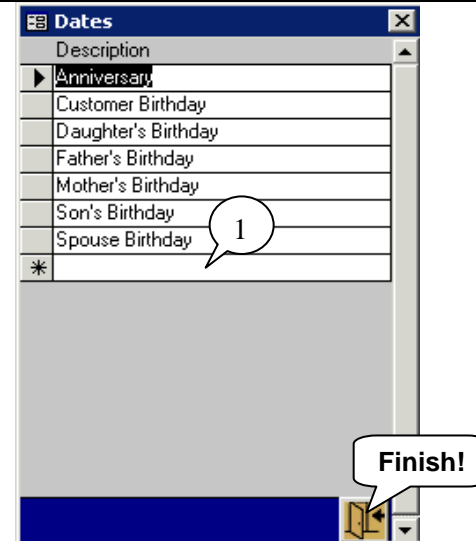 Dates
Description
Anniversary
Customer Birthday
Daughter's Birthday
Father's Birthday
Mother's Birthday
Son's Birthday
Spouse Birthday
1
Finish!